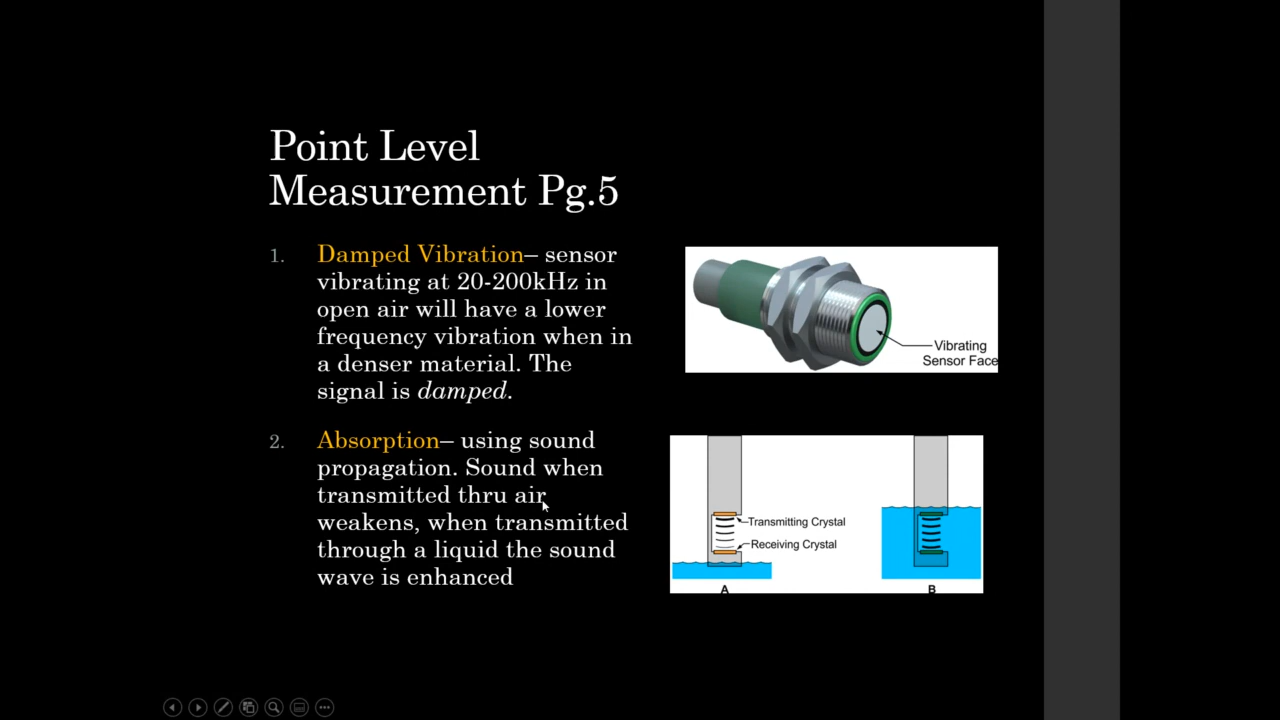 Point Level
Measurement Pg.5
1. Damped Vibration– sensor
vibrating at 20-200kHz in
open air will have a lower
frequency vibration when in
a denser material. The
signal is damped.
2. Absorption– using sound
propagation. Sound when
transmitted thru air
weakens, when transmitted
through a liquid the sound
wave is enhanced
Vibrating
Sensor Face
Transmitting Crystal
Receiving Crystal
A
B